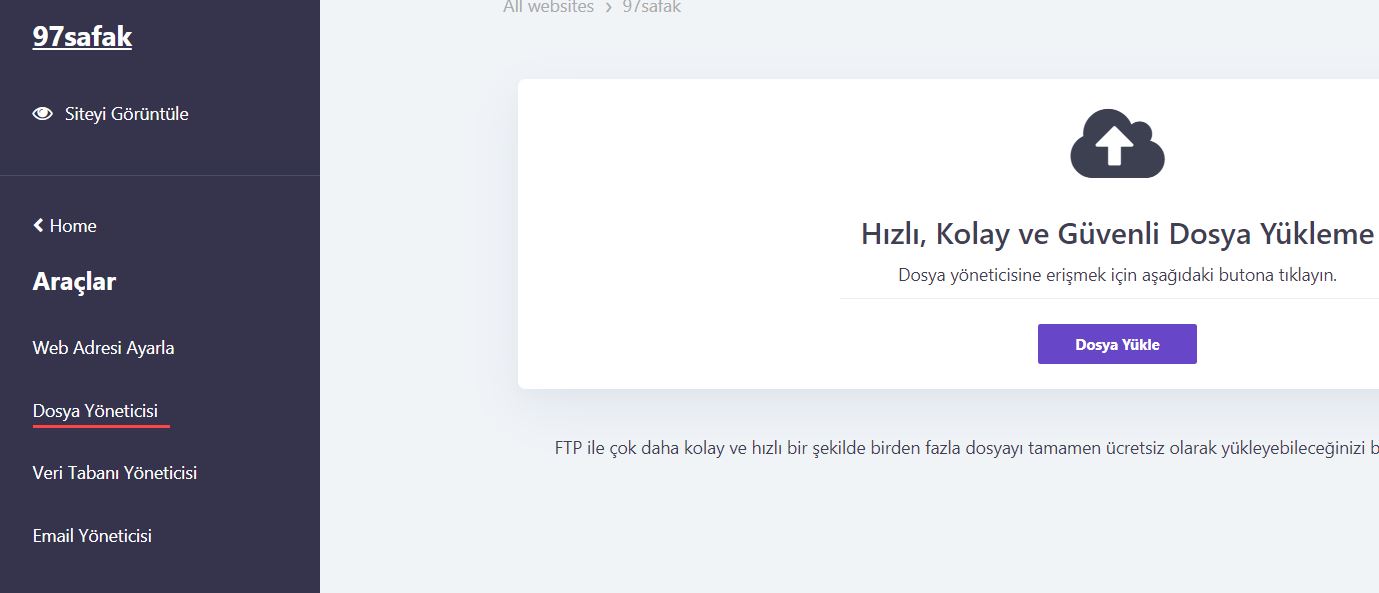 All websites › 97safak
97safak
Siteyi Görüntüle
Home
Araçlar
Web Adresi Ayarla
Dosya Yöneticisi
Veri Tabanı Yöneticisi
Email Yöneticisi
Hızlı, Kolay ve Güvenli Dosya Yükleme
Dosya yöneticisine erişmek için aşağıdaki butona tıklayın.
Dosya Yükle
FTP ile çok daha kolay ve hızlı bir şekilde birden fazla dosyayı tamamen ücretsiz olarak yükleyebileceğinizi b